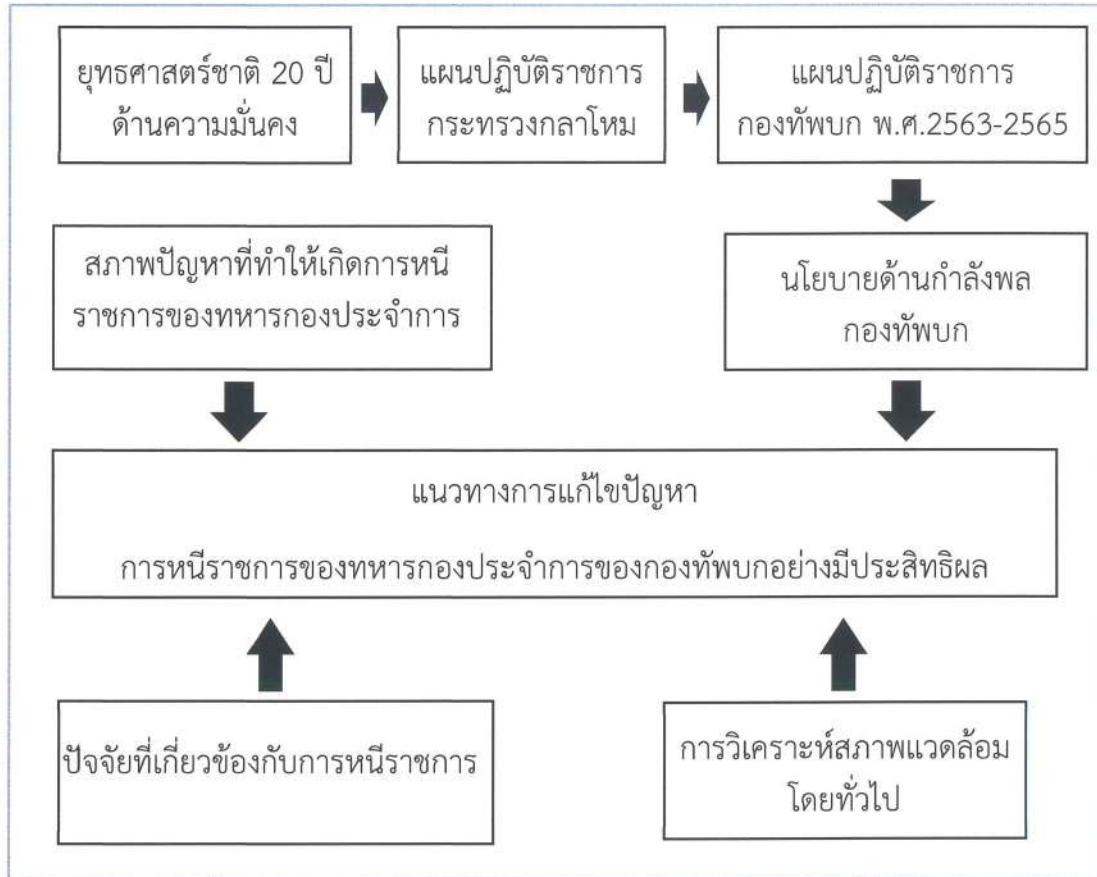 ยุทธศาสตร์ชาติ 20 ปี
ด้านความมั่นคง
แผนปฏิบัติราชการ
กระทรวงกลาโหม
แผนปฏิบัติราชการ
กองทัพบก พ.ศ.2563-2565
สภาพปัญหาที่ทำให้เกิดการหนี
ราชการของทหารกองประจำการ
นโยบายด้านกำลังพล
กองทัพบก
แนวทางการแก้ไขปัญหา
การหนีราชการของทหารกองประจำการของกองทัพบกอย่างมีประสิทธิผล
ปัจจัยที่เกี่ยวข้องกับการหนีราชการ
การวิเคราะห์สภาพแวดล้อม
โดยทั่วไป